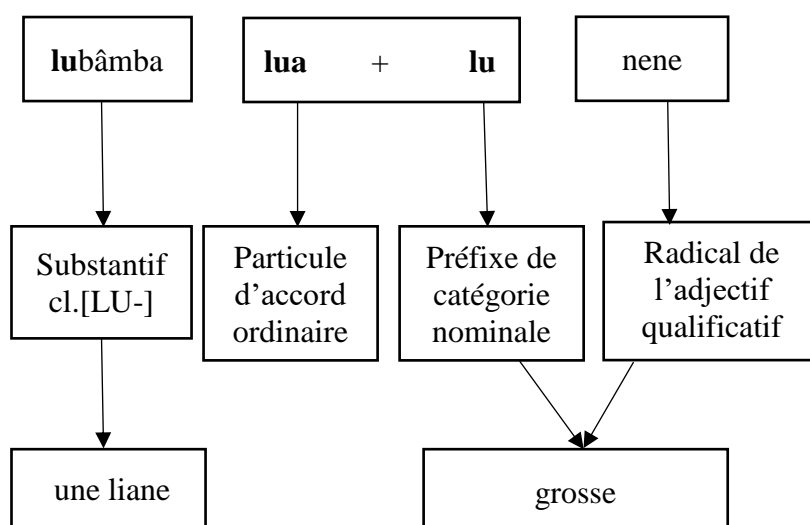 lubâmba
lua + lu
nene
Substantif
cl.[LU-]
Particule
d’accord
ordinaire
Préfixe de
catégorie
nominale
Radical de
l’adjectif
qualificatif
une liane
grosse